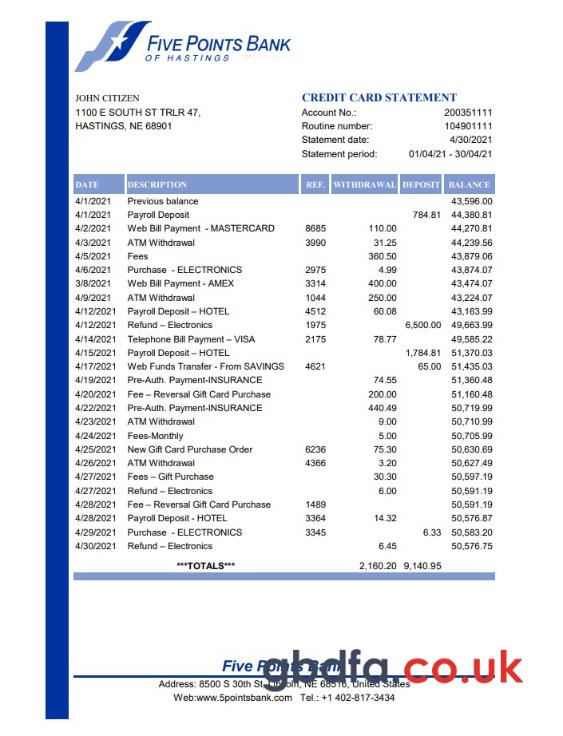 FIVE POINTS BANK
OF HASTINGS
JOHN CITIZEN
1100 E SOUTH ST TRLR 47,
HASTINGS, NE 68901
CREDIT CARD STATEMENT
Account No.: 200351111
Routine number: 104901111
Statement date: 4/30/2021
Statement period: 01/04/21 - 30/04/21
DATE DESCRIPTION REF. WITHDRAWAL DEPOSIT BALANCE
4/1/2021 Previous balance 43,596.00
4/1/2021 Payroll Deposit 784.81 44,380.81
4/2/2021 Web Bill Payment - MASTERCARD 8685 110.00 44,270.81
4/3/2021 ATM Withdrawal 3990 31.25 44,239.56
4/5/2021 Fees 360.50 43,879.06
4/6/2021 Purchase - ELECTRONICS 2975 4.99 43,874.07
3/8/2021 Web Bill Payment - AMEX 3314 400.00 43,474.07
4/9/2021 ATM Withdrawal 1044 250.00 43,224.07
4/12/2021 Payroll Deposit – HOTEL 4512 60.08 43,163.99
4/12/2021 Refund – Electronics 1975 6,500.00 49,663.99
4/14/2021 Telephone Bill Payment – VISA 2175 78.77 49,585.22
4/15/2021 Payroll Deposit – HOTEL 1,784.81 51,370.03
4/17/2021 Web Funds Transfer - From SAVINGS 4621 65.00 51,435.03
4/19/2021 Pre-Auth. Payment-INSURANCE 74.55 51,360.48
4/20/2021 Fee – Reversal Gift Card Purchase 200.00 51,160.48
4/22/2021 Pre-Auth. Payment-INSURANCE 440.49 50,719.99
4/23/2021 ATM Withdrawal 9.00 50,710.99
4/24/2021 Fees-Monthly 5.00 50,705.99
4/25/2021 New Gift Card Purchase Order 6236 75.30 50,630.69
4/26/2021 ATM Withdrawal 4366 3.20 50,627.49
4/27/2021 Fees – Gift Purchase 30.30 50,597.19
4/27/2021 Refund – Electronics 6.00 50,591.19
4/28/2021 Fee – Reversal Gift Card Purchase 1489 50,591.19
4/28/2021 Payroll Deposit - HOTEL 3364 14.32 50,576.87
4/29/2021 Purchase - ELECTRONICS 3345 6.33 50,583.20
4/30/2021 Refund – Electronics 6.45 50,576.75
***TOTALS*** 2,160.20 9,140.95
Five Points Bank
gbdfa.co.uk
Address: 8500 S 30th St, Lincoln, NE 68516, United States
Web:www.5pointsbank.com Tel.: +1 402-817-3434